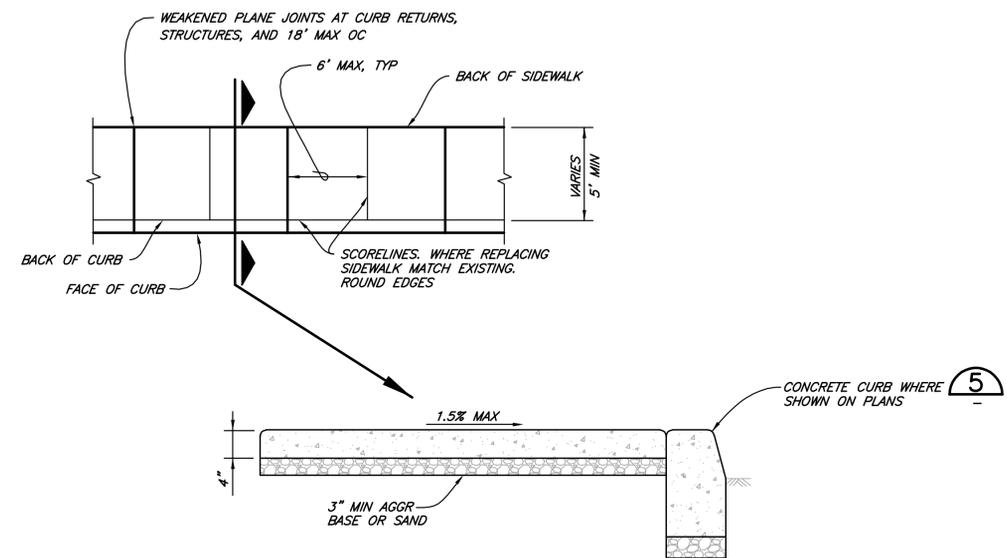 WEAKENED PLANE JOINTS AT CURB RETURNS,
STRUCTURES, AND 18' MAX OC
6' MAX, TYP
BACK OF SIDEWALK
VARIES
5' MIN
BACK OF CURB
FACE OF CURB
SCORELINES. WHERE REPLACING
SIDEWALK MATCH EXISTING.
ROUND EDGES
CONCRETE CURB WHERE
SHOWN ON PLANS
5
–
1.5% MAX
4"
3" MIN AGGR
BASE OR SAND